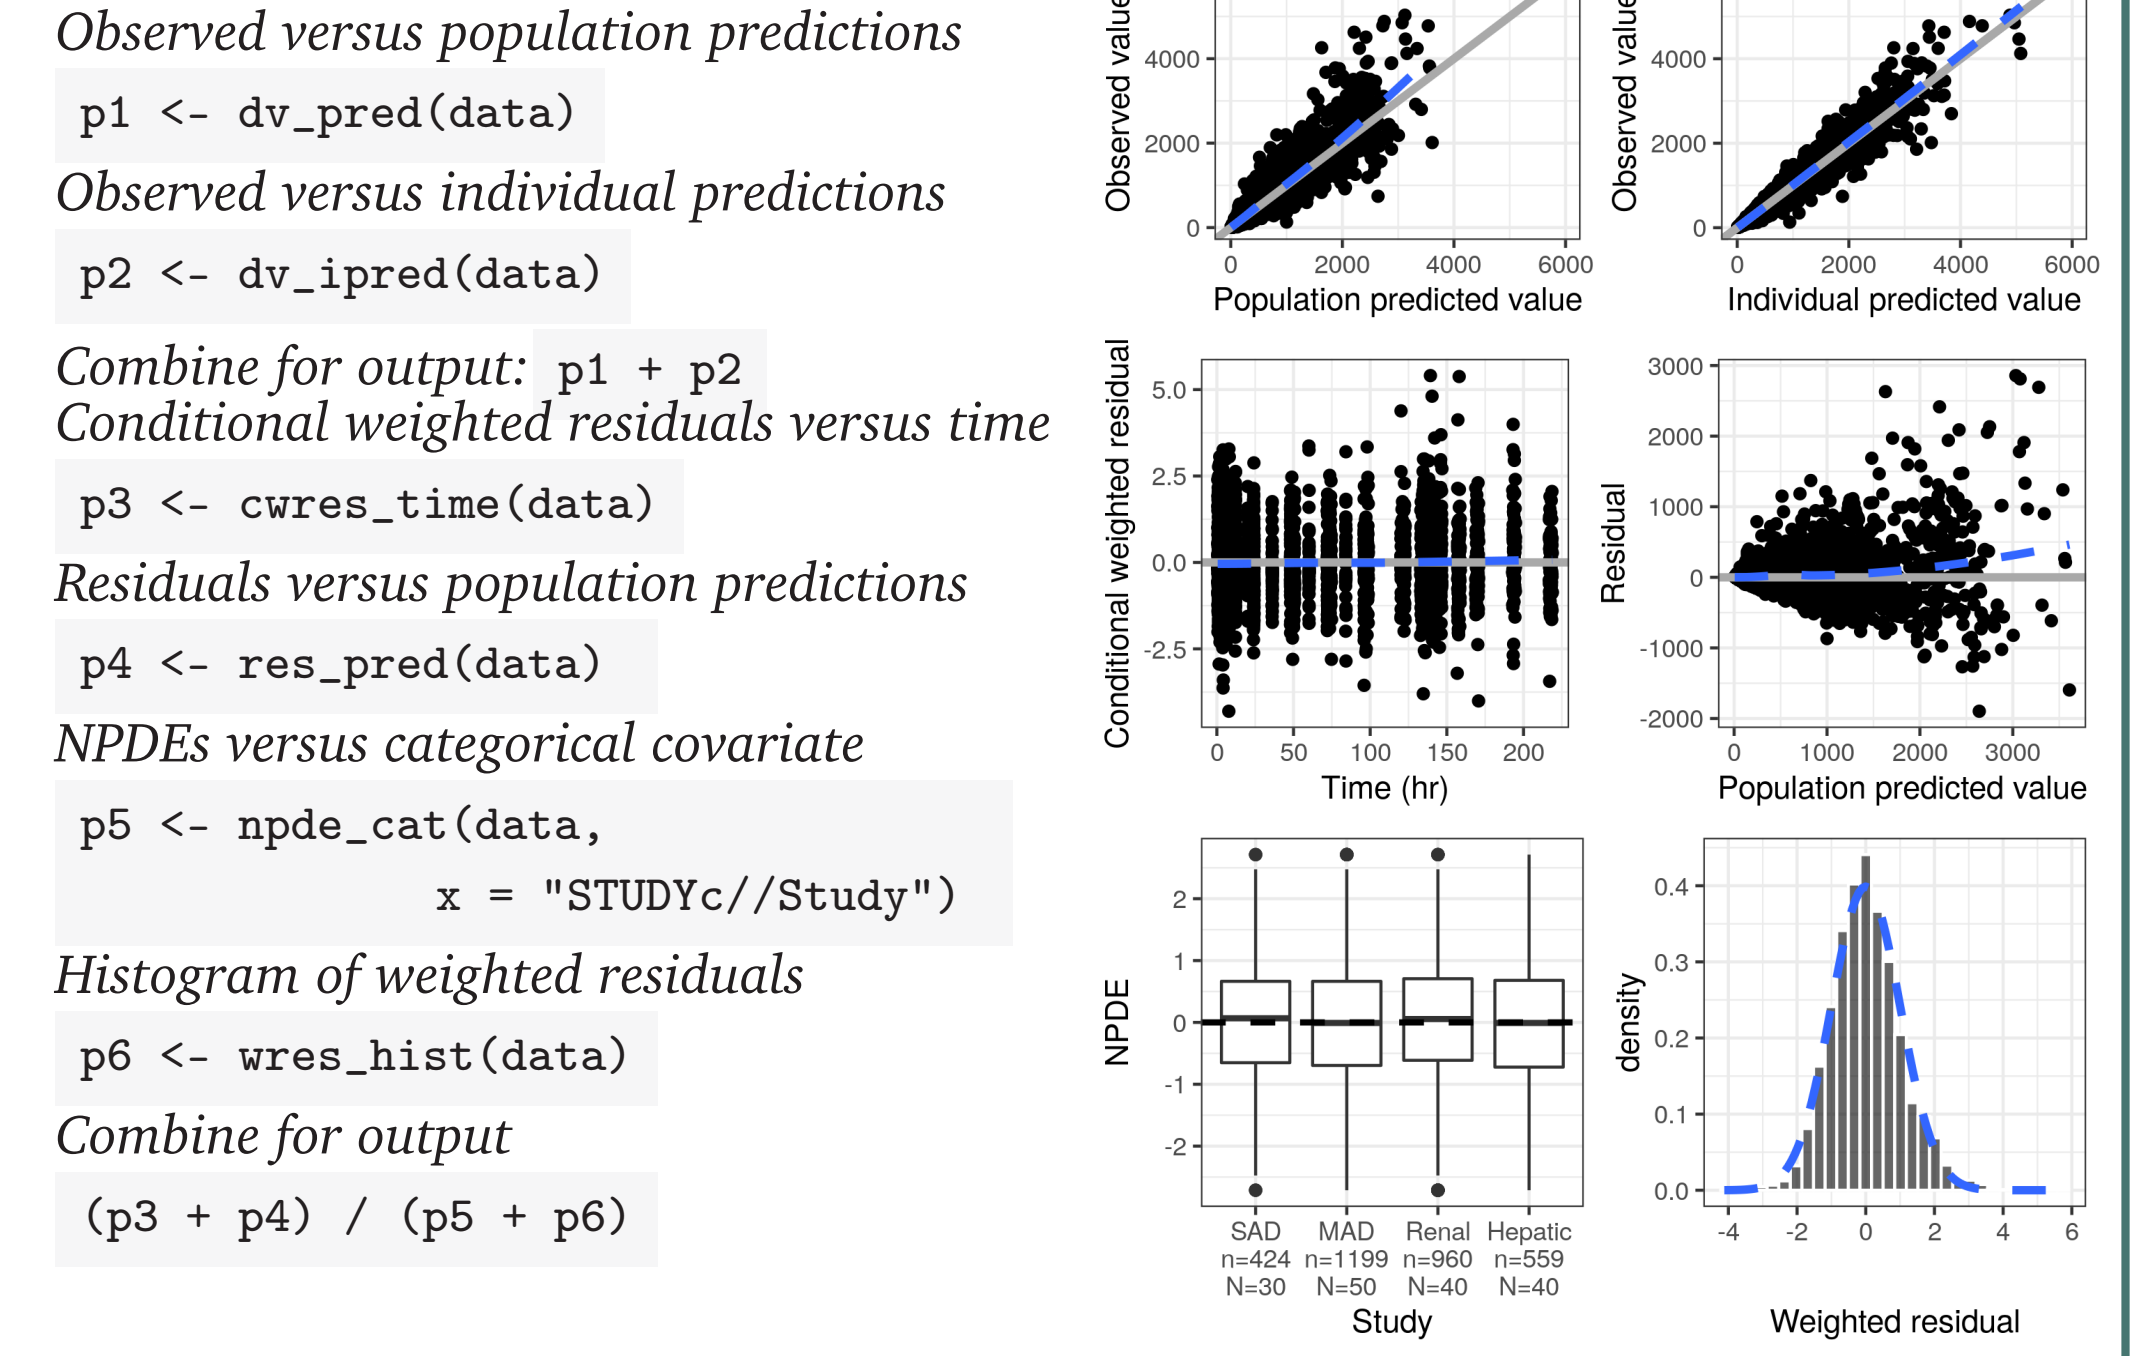 Observed versus population predictions
p1 <- dv_pred(data)
Observed versus individual predictions
p2 <- dv_ipred(data)
Combine for output: p1 + p2
Conditional weighted residuals versus time
p3 <- cwres_time(data)
Residuals versus population predictions
p4 <- res_pred(data)
NPDEs versus categorical covariate
p5 <- npde_cat(data,
x = "STUDYc//Study")
Histogram of weighted residuals
p6 <- wres_hist(data)
Combine for output
(p3 + p4) / (p5 + p6)
Observed value
4000
2000
0
0 2000 4000 6000
Population predicted value
Observed value
4000
2000
0
0 2000 4000 6000
Individual predicted value
Conditional weighted residual
5.0
2.5
0.0
-2.5
0 50 100 150 200
Time (hr)
Residual
3000
2000
1000
0
-1000
-2000
0 1000 2000 3000
Population predicted value
NPDE
2
1
0
-1
-2
SAD MAD Renal Hepatic
n=424 n=1199 n=960 n=559
N=30 N=50 N=40 N=40
Study
density
0.4
0.3
0.2
0.1
0.0
-4 -2 0 2 4 6
Weighted residual